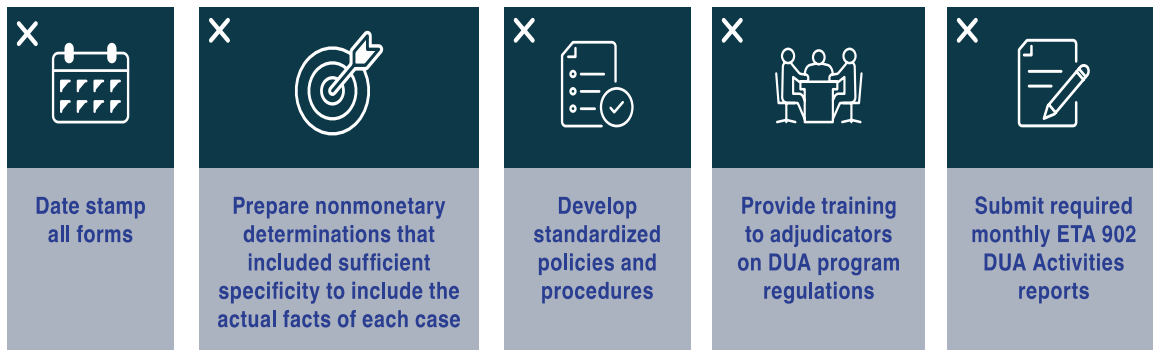 Date stamp
all forms
Prepare nonmonetary
determinations that
included sufficient
specificity to include the
actual facts of each case
Develop
standardized
policies and
procedures
Provide training
to adjudicators
on DUA program
regulations
Submit required
monthly ETA 902
DUA Activities
reports